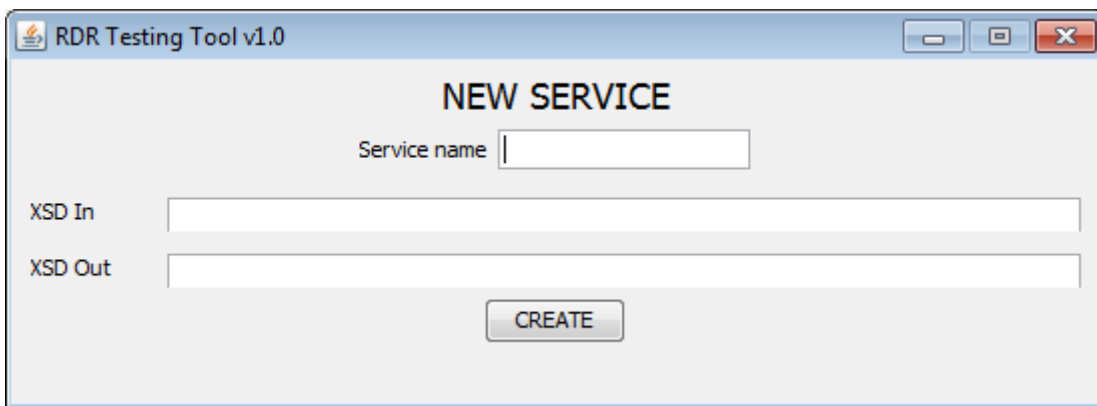 RDR Testing Tool v1.0
NEW SERVICE
Service name
XSD In
XSD Out
CREATE